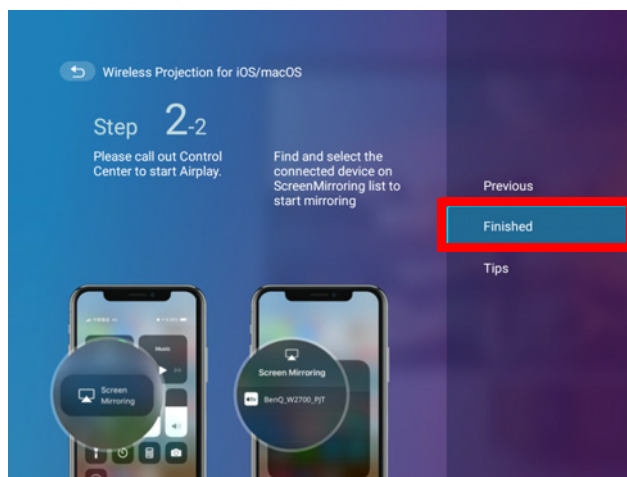 Wireless Projection for iOS/macOS
Step 2-2
Please call out Control
Center to start Airplay.
Find and select the
connected device on
ScreenMirroring list to
start mirroring
Previous
Finished
Tips
Music
Screen
Mirroring
Screen Mirroring
BenQ_W2700_PJT